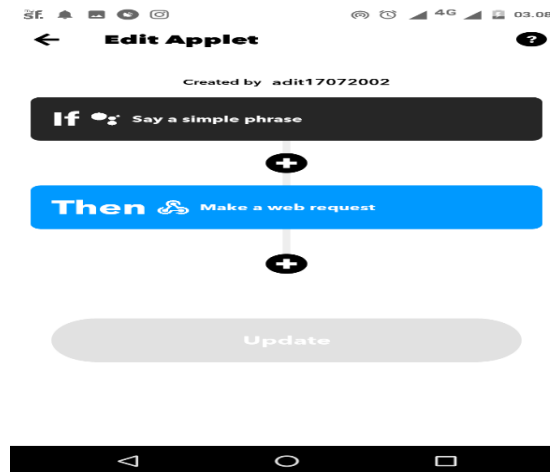 4G 03.08
Edit Applet ?
Created by adit17072002
If Say a simple phrase
Then Make a web request
Update